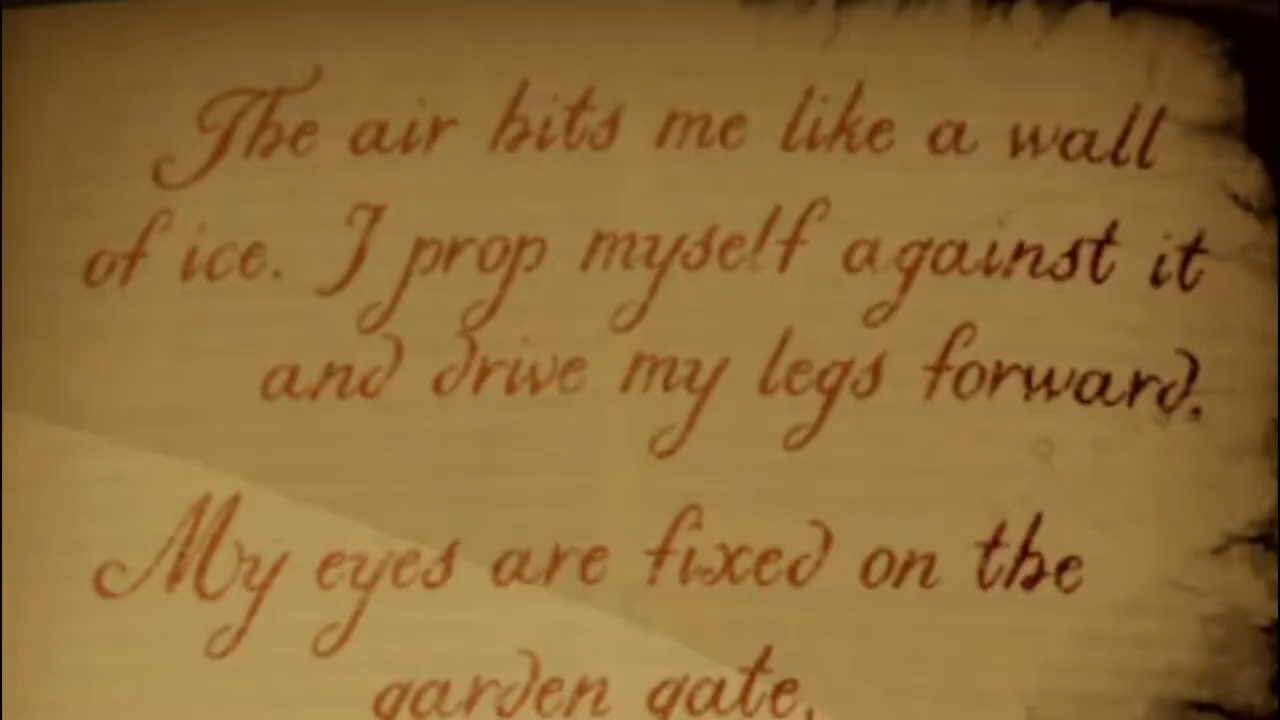 The air hits me like a wall
of ice. I prop myself against it
and drive my legs forward.
My eyes are fixed on the
garden gate.